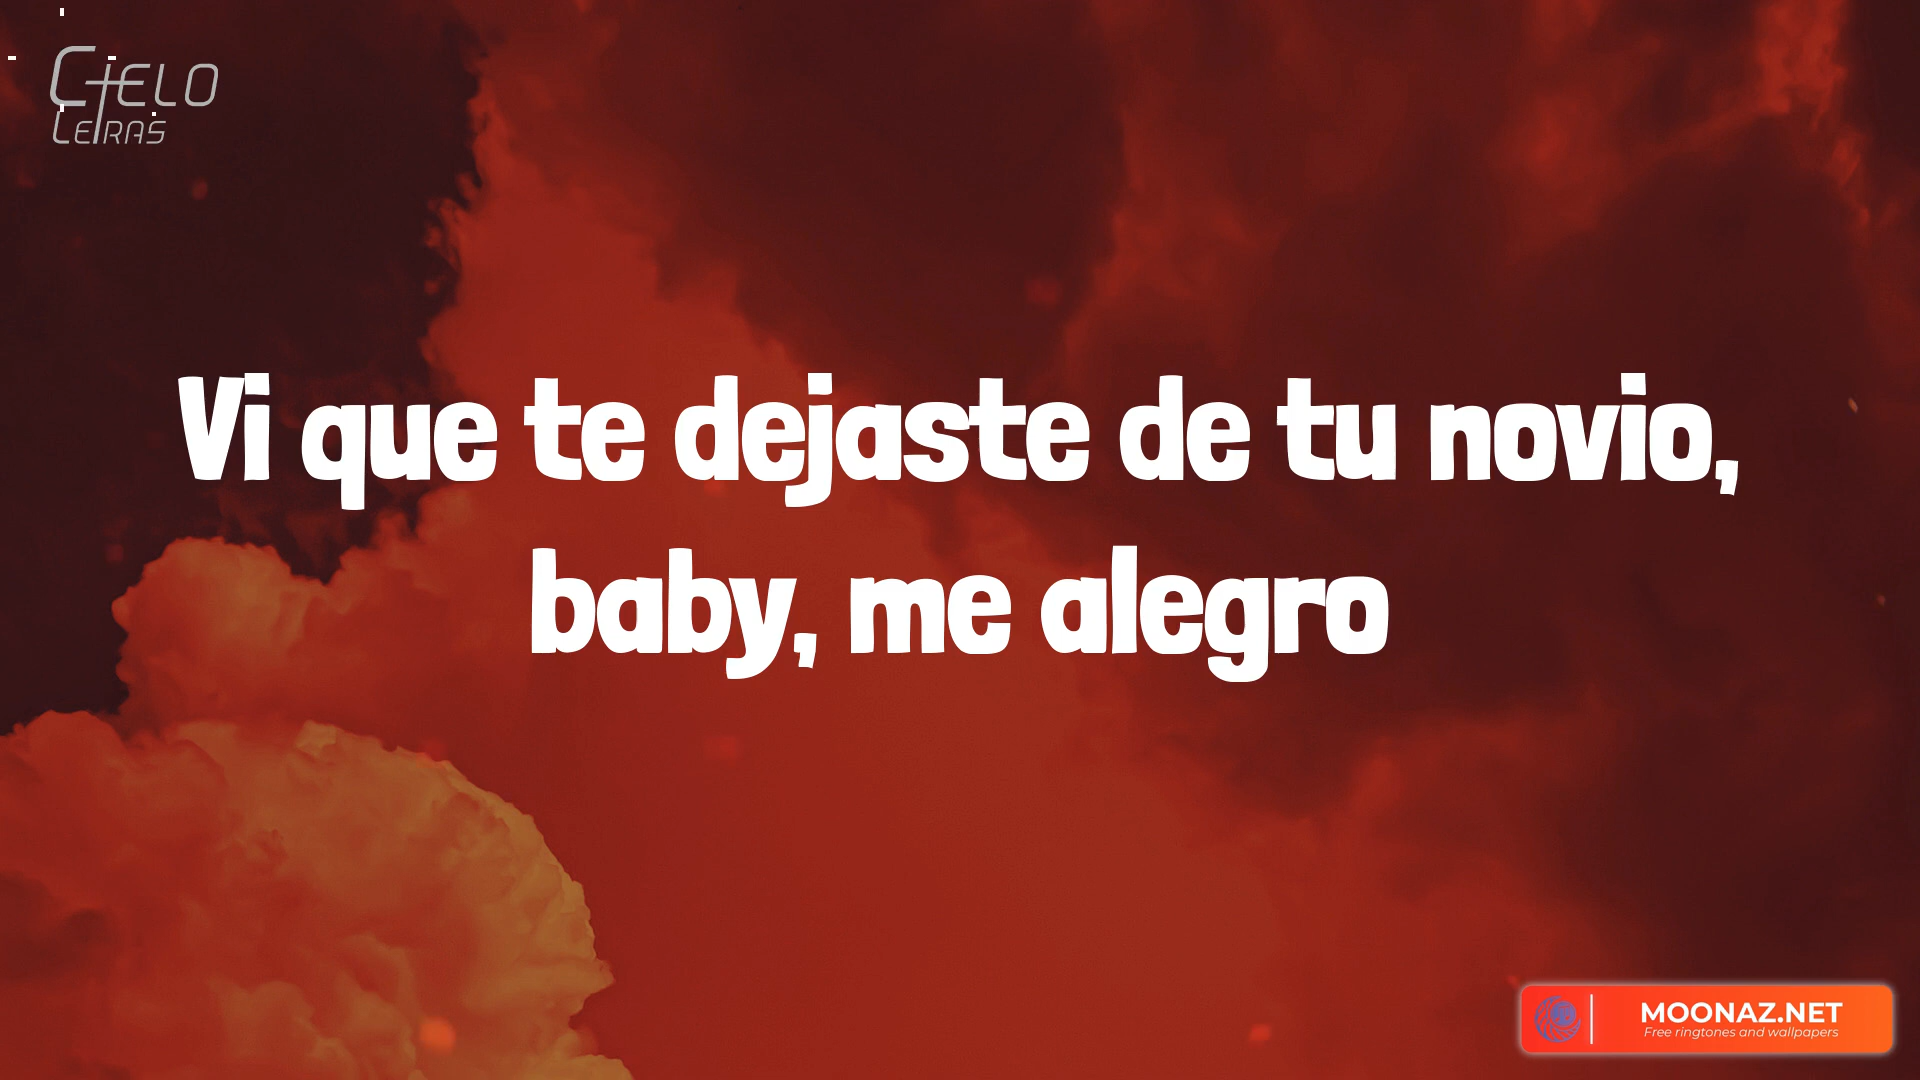 CIELO
LETRAS
Vi que te dejaste de tu novio,
baby, me alegro
MOONAZ.NET
Free ringtones and wallpapers